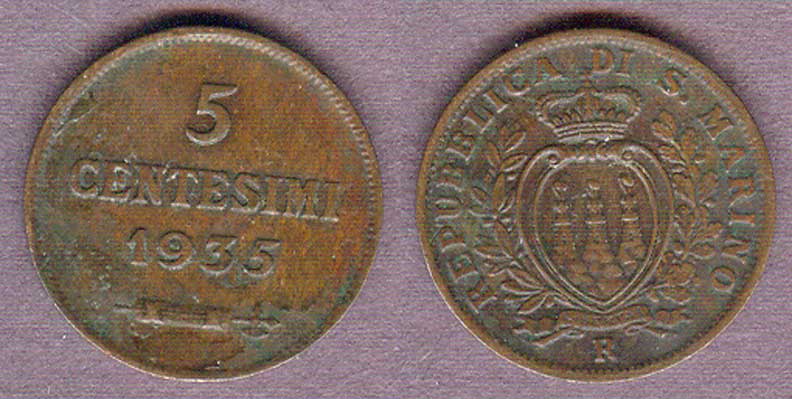 5
CENTESIMI
1935
REPUBBLICA DI S. MARINO
R